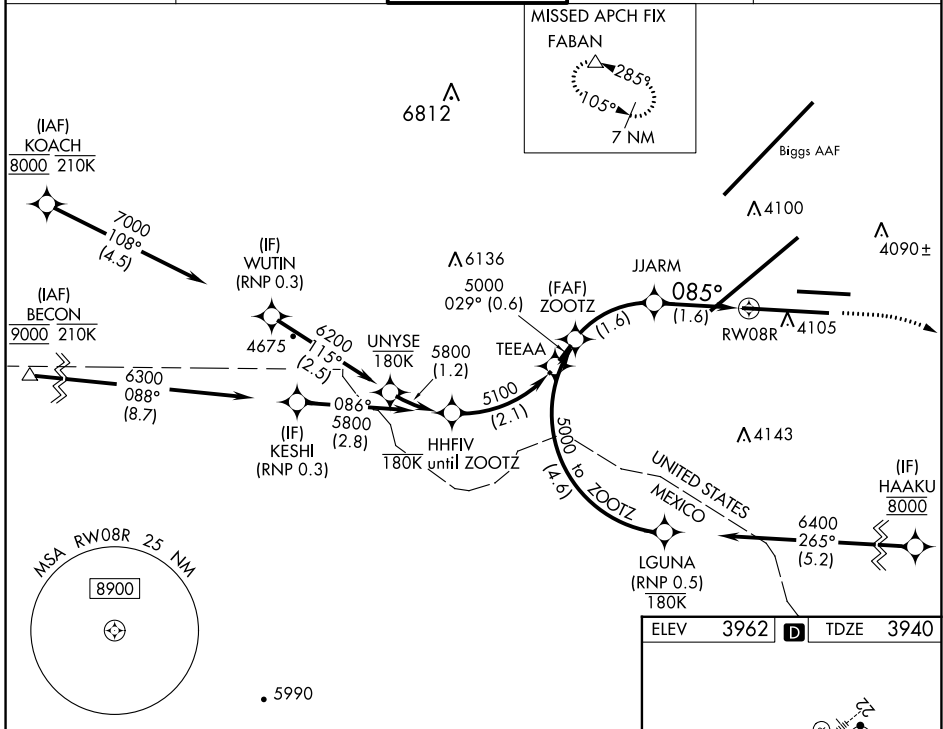 MISSED APCH FIX
FABAN
285°
105°
7 NM
6812
Biggs AAF
(IAF)
KOACH
8000 210K
7000
108°
(4.5)
4100
4090±
(IF)
WUTIN
(RNP 0.3)
6136
5000
029° (0.6)
(FAF)
ZOOTZ
JJARM
085°
(1.6)
(1.6)
RW08R
4105
(IAF)
BECON
9000 210K
4675
6200
115°
(2.5)
UNYSE
180K
5800
(1.2)
TEEAA
6300
088°
(8.7)
086°
5800
(2.8)
5100
(2.1)
(IF)
KESHI
(RNP 0.3)
HHFIV
180K until ZOOTZ
5000 to ZOOTZ
(4.6)
4143
UNITED STATES
MEXICO
(IF)
HAAKU
8000
6400
265°
(5.2)
LGUNA
(RNP 0.5)
180K
MSA RW08R 25 NM
8900
5990
ELEV 3962 D TDZE 3940
22